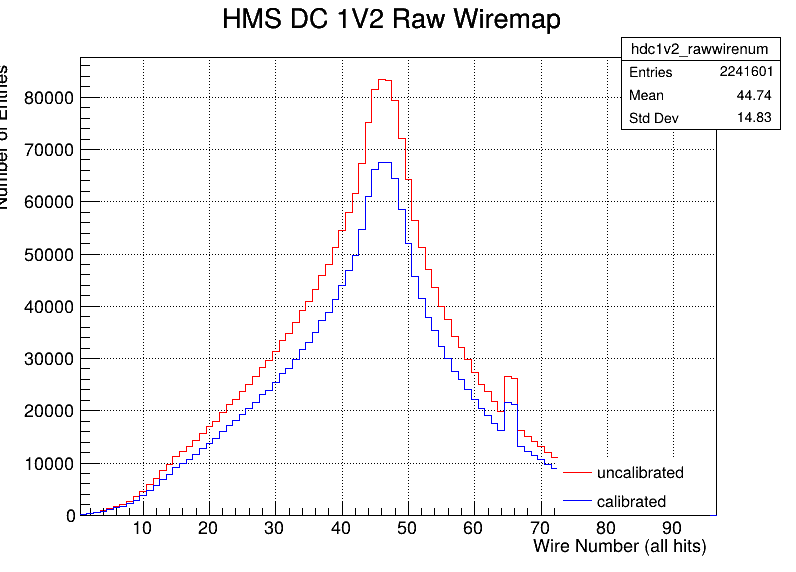 HMS DC 1V2 Raw Wiremap
hdc1v2_rawwirenum
Entries 2241601
Mean 44.74
Std Dev 14.83
Number of Entries
80000
70000
60000
50000
40000
30000
20000
10000
0
uncalibrated
calibrated
10 20 30 40 50 60 70 80 90
Wire Number (all hits)